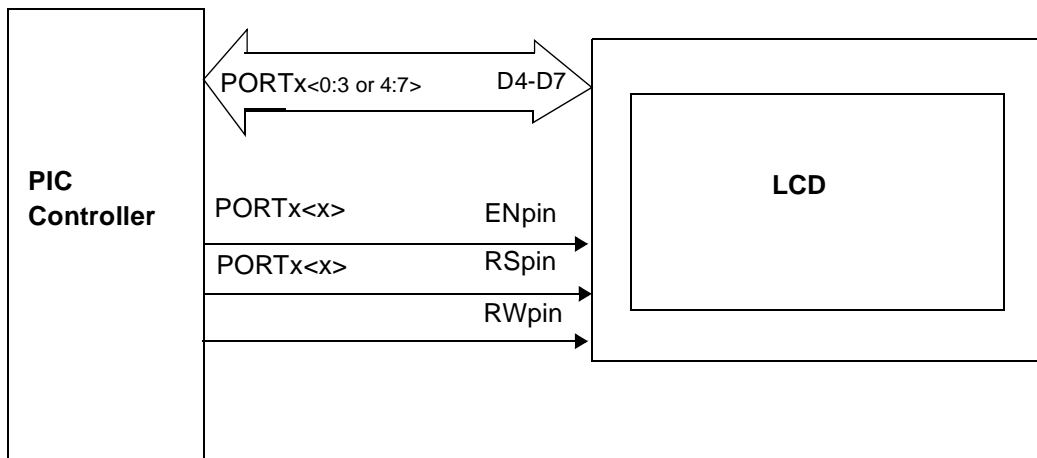 PORTx<0:3 or 4:7> D4-D7
PIC
Controller
LCD
PORTx<x> ENpin
PORTx<x> RSpin
RWpin